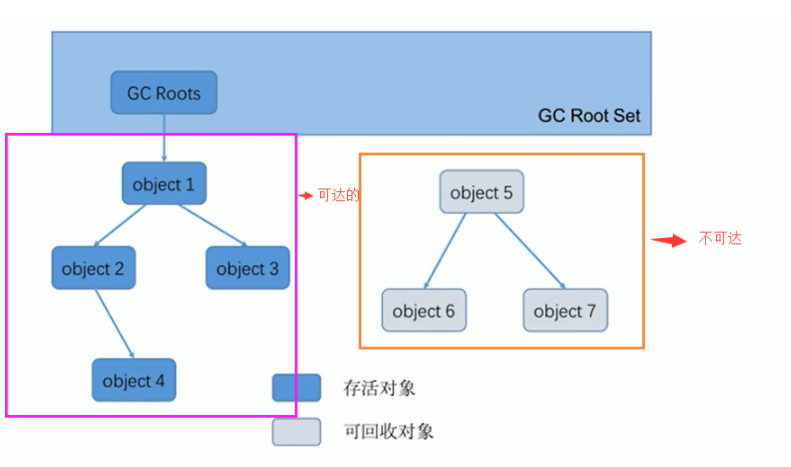 GC Roots
GC Root Set
object 1
可达的
object 5
object 2
object 3
不可达
object 6
object 7
object 4
存活对象
可回收对象